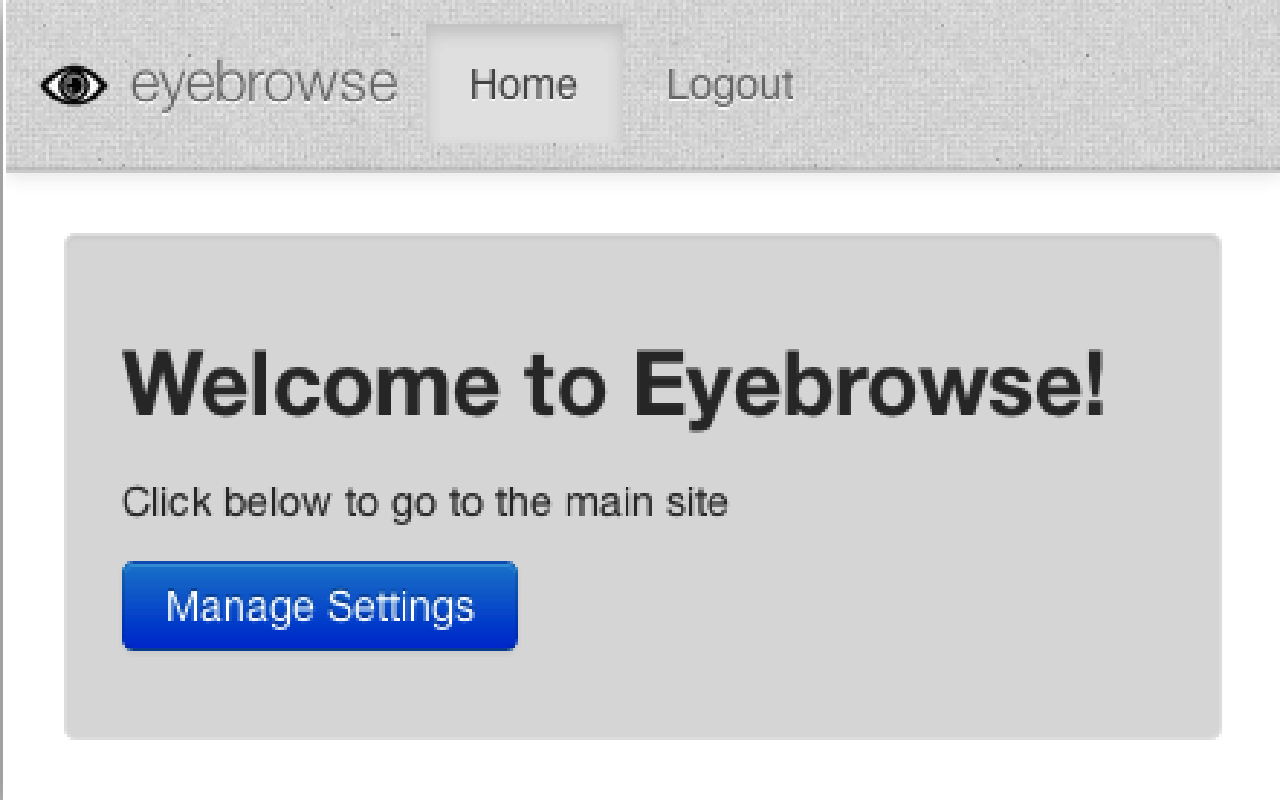 eyebrowse Home Logout
Welcome to Eyebrowse!
Click below to go to the main site
Manage Settings